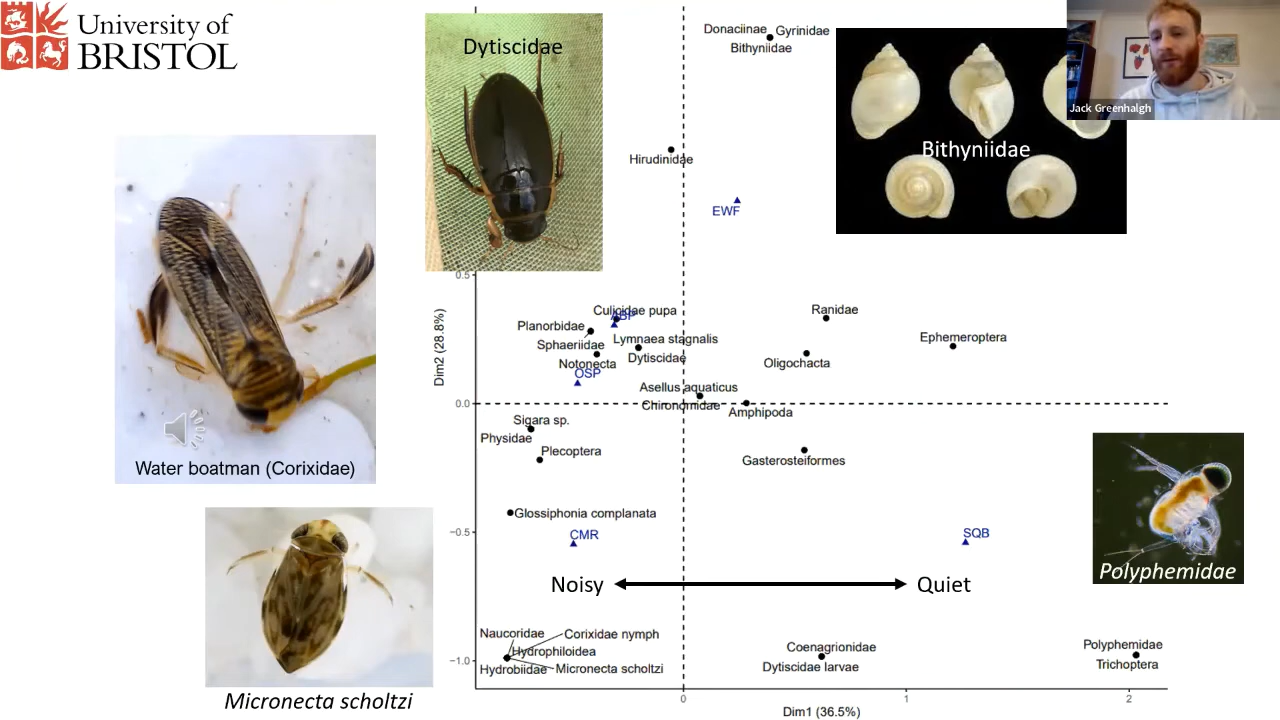 University of
BRISTOL
Dytiscidae
Donaciinae
Gyrinidae
Bithyniidae
Jack Greenhalgh
Bithyniidae
Hirudinidae
EWF
0.5
Culicidae pupa
Ranidae
Planorbidae
Lymnaea stagnalis
Ephemeroptera
Sphaeriidae
Dytiscidae
Notonecta
Oligochacta
OSP
Dim2 (28.8%)
Asellus aquaticus
0.0
Chironomidae
Amphipoda
Sigara sp.
Physidae
Plecoptera
Gasterosteiformes
Water boatman (Corixidae)
Glossiphonia complanata
−0.5
CMR
SQB
Polyphemidae
Noisy
Quiet
Naucoridae
Corixidae nymph
Hydrophiloidea
Hydrobiidae
Micronecta scholtzi
Coenagrionidae
Dytiscidae larvae
Polyphemidae
Trichoptera
−1.0
Micronecta scholtzi
0
1
2
Dim1 (36.5%)